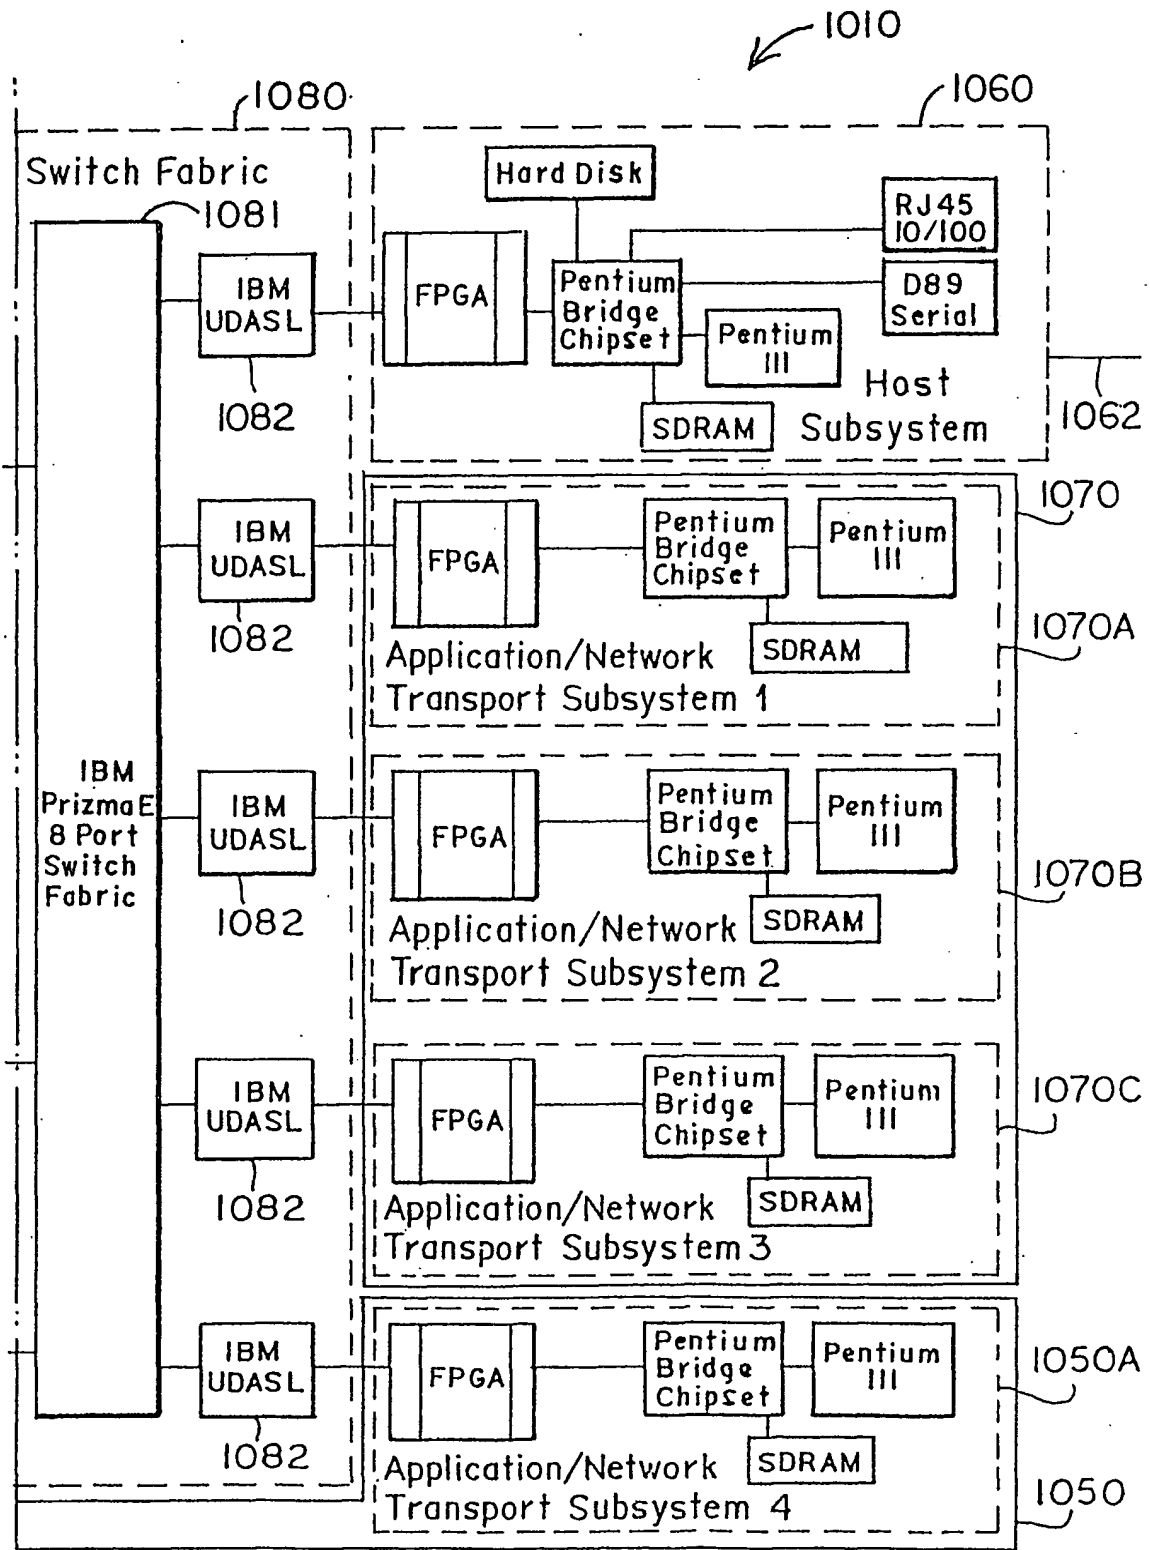 1010
1080
1060
Switch Fabric
1081
Hard Disk
RJ45
10/100
IBM
UDASL
FPGA
Pentium
Bridge
Chipset
D89
Serial
Pentium
III
1082
SDRAM
Host
Subsystem
1062
IBM
UDASL
FPGA
Pentium
Bridge
Chipset
Pentium
III
1070
1082
SDRAM
1070A
Application/Network
Transport Subsystem 1
IBM
PrizmaE
8 Port
Switch
Fabric
IBM
UDASL
FPGA
Pentium
Bridge
Chipset
Pentium
III
1070B
1082
SDRAM
Application/Network
Transport Subsystem 2
IBM
UDASL
FPGA
Pentium
Bridge
Chipset
Pentium
III
1070C
1082
SDRAM
Application/Network
Transport Subsystem 3
IBM
UDASL
FPGA
Pentium
Bridge
Chipset
Pentium
III
1050A
1082
SDRAM
Application/Network
Transport Subsystem 4
1050